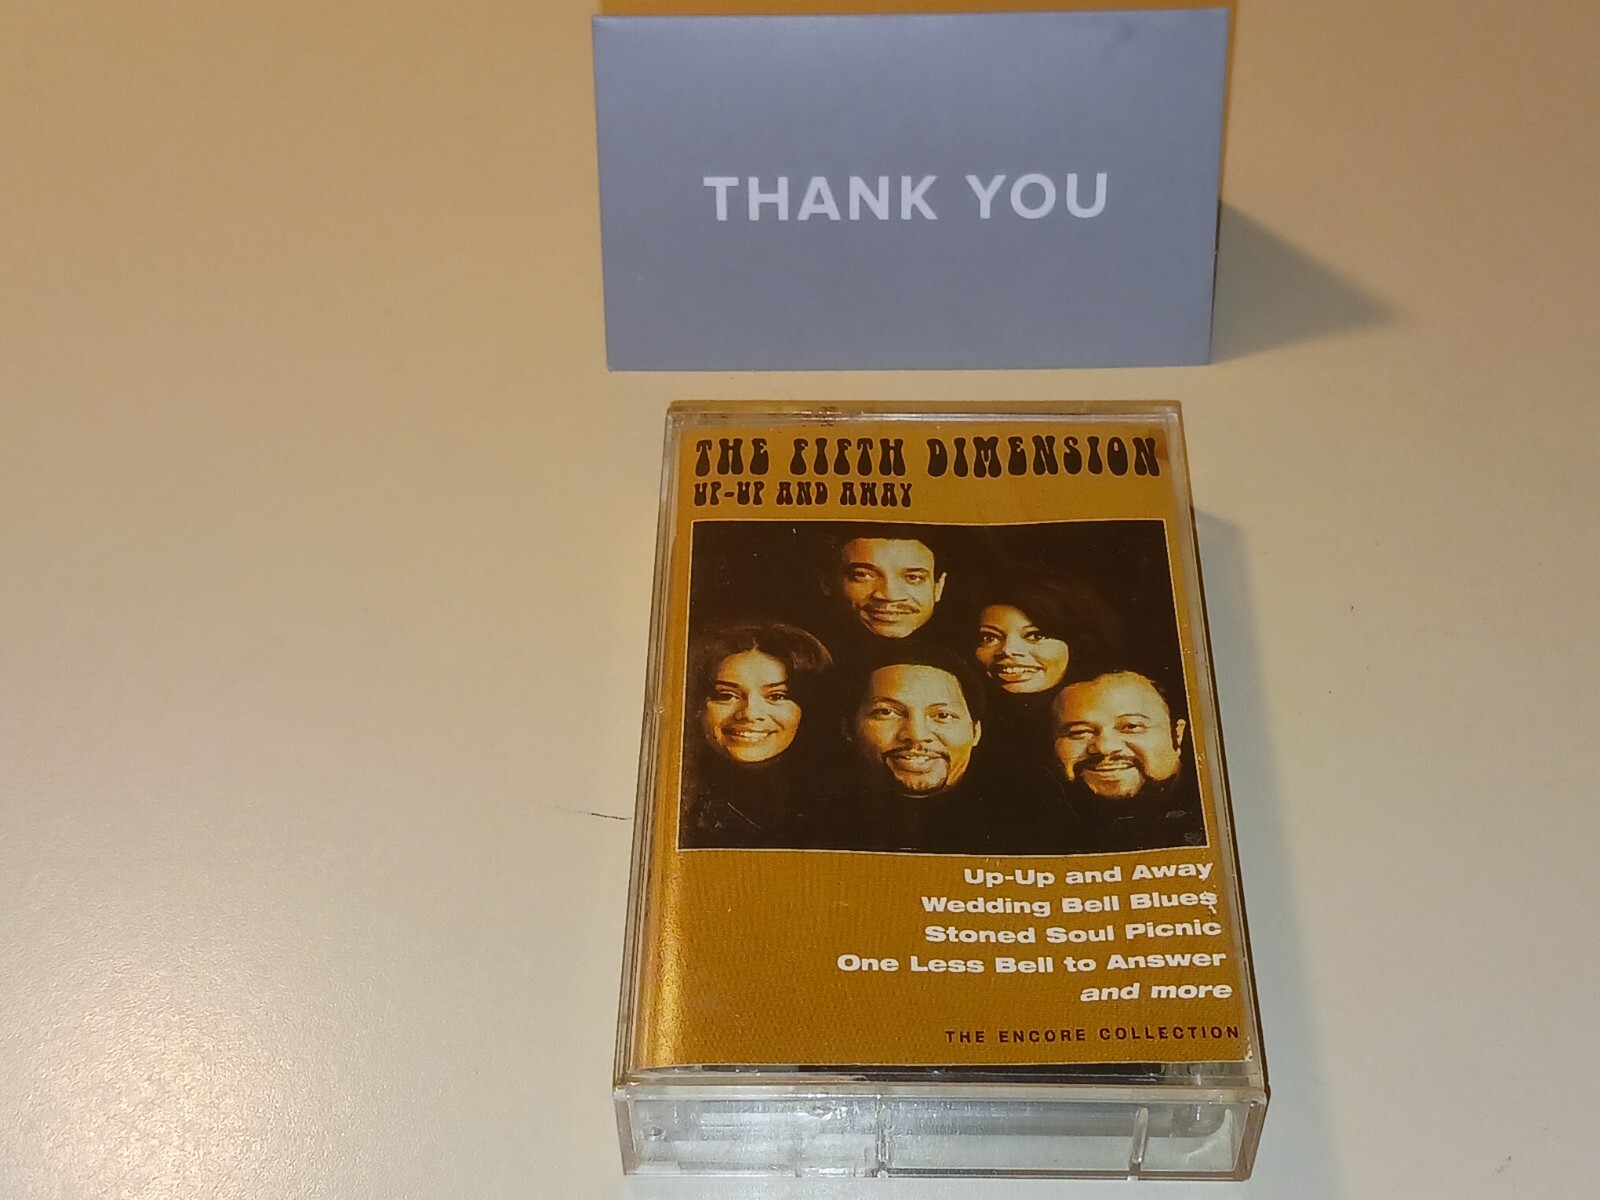 THANK YOU
THE FIFTH DIMENSION
UP-UP AND AWAY
Up-Up and Away
Wedding Bell Blues
Stoned Soul Picnic
One Less Bell to Answer
and more
THE ENCORE COLLECTION